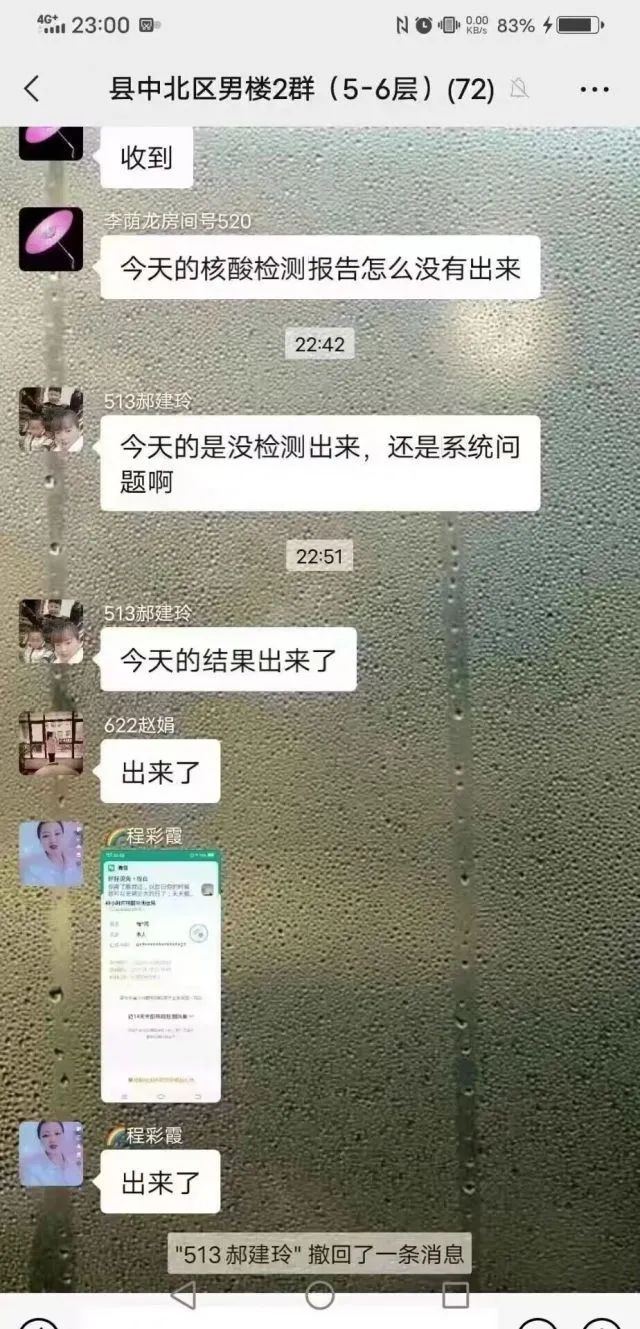 4G+
23:00
0.00
KB/s
83%
县中北区男楼2群（5-6层）(72)
收到
李荫龙房间号520
今天的核酸检测报告怎么没有出来
22:42
513郝建玲
今天的是没检测出来，还是系统问
题啊
22:51
513郝建玲
今天的结果出来了
622赵娟
出来了
程彩霞
程彩霞
出来了
"513郝建玲" 撤回了一条消息